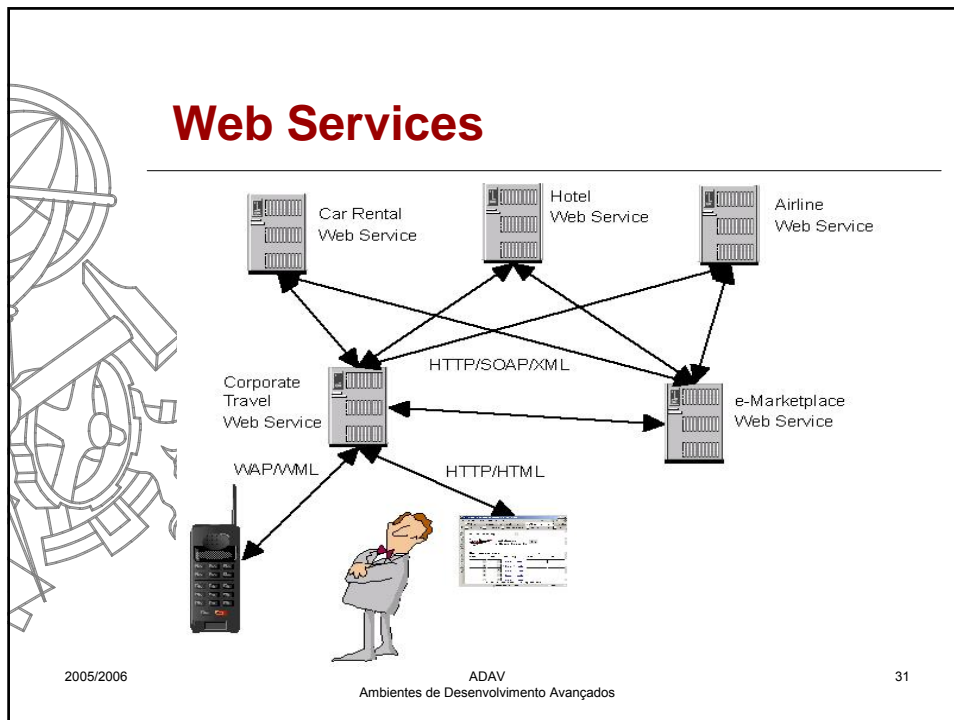 Web Services
Car Rental
Web Service
Hotel
Web Service
Airline
Web Service
HTTP/SOAP/XML
Corporate
Travel
Web Service
e-Marketplace
Web Service
WAP/WML
HTTP/HTML
2005/2006
ADAV
Ambientes de Desenvolvimento Avançados
31